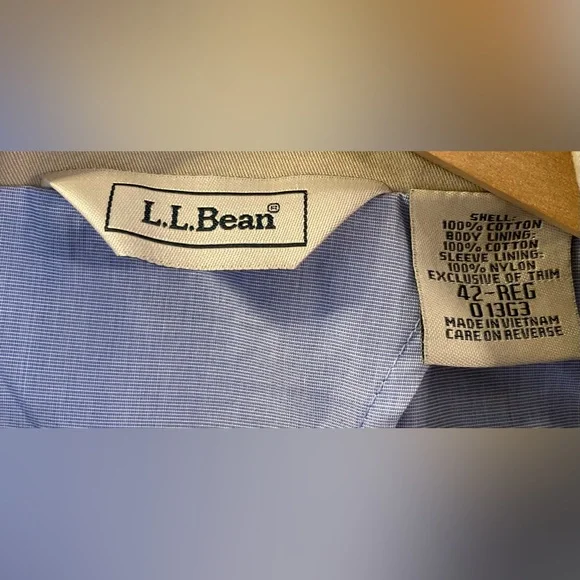 L.L.Bean®
SHELL:
100% COTTON
BODY LINING:
100% COTTON
SLEEVE LINING:
100% NYLON
EXCLUSIVE OF TRIM
42-REG
013G3
MADE IN VIETNAM
CARE ON REVERSE